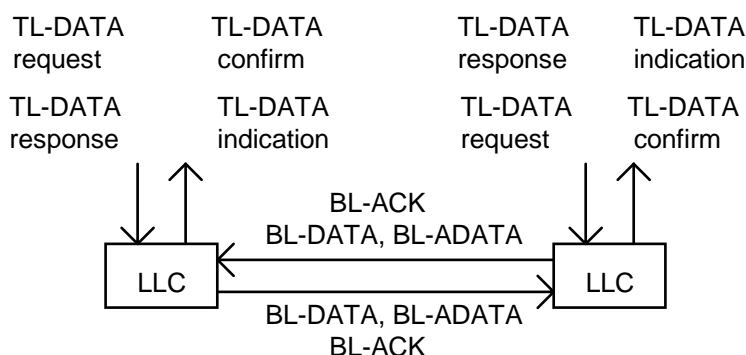 TL-DATA TL-DATA TL-DATA TL-DATA
request confirm response indication
TL-DATA TL-DATA TL-DATA TL-DATA
response indication request confirm
BL-ACK
BL-DATA, BL-ADATA
LLC LLC
BL-DATA, BL-ADATA
BL-ACK